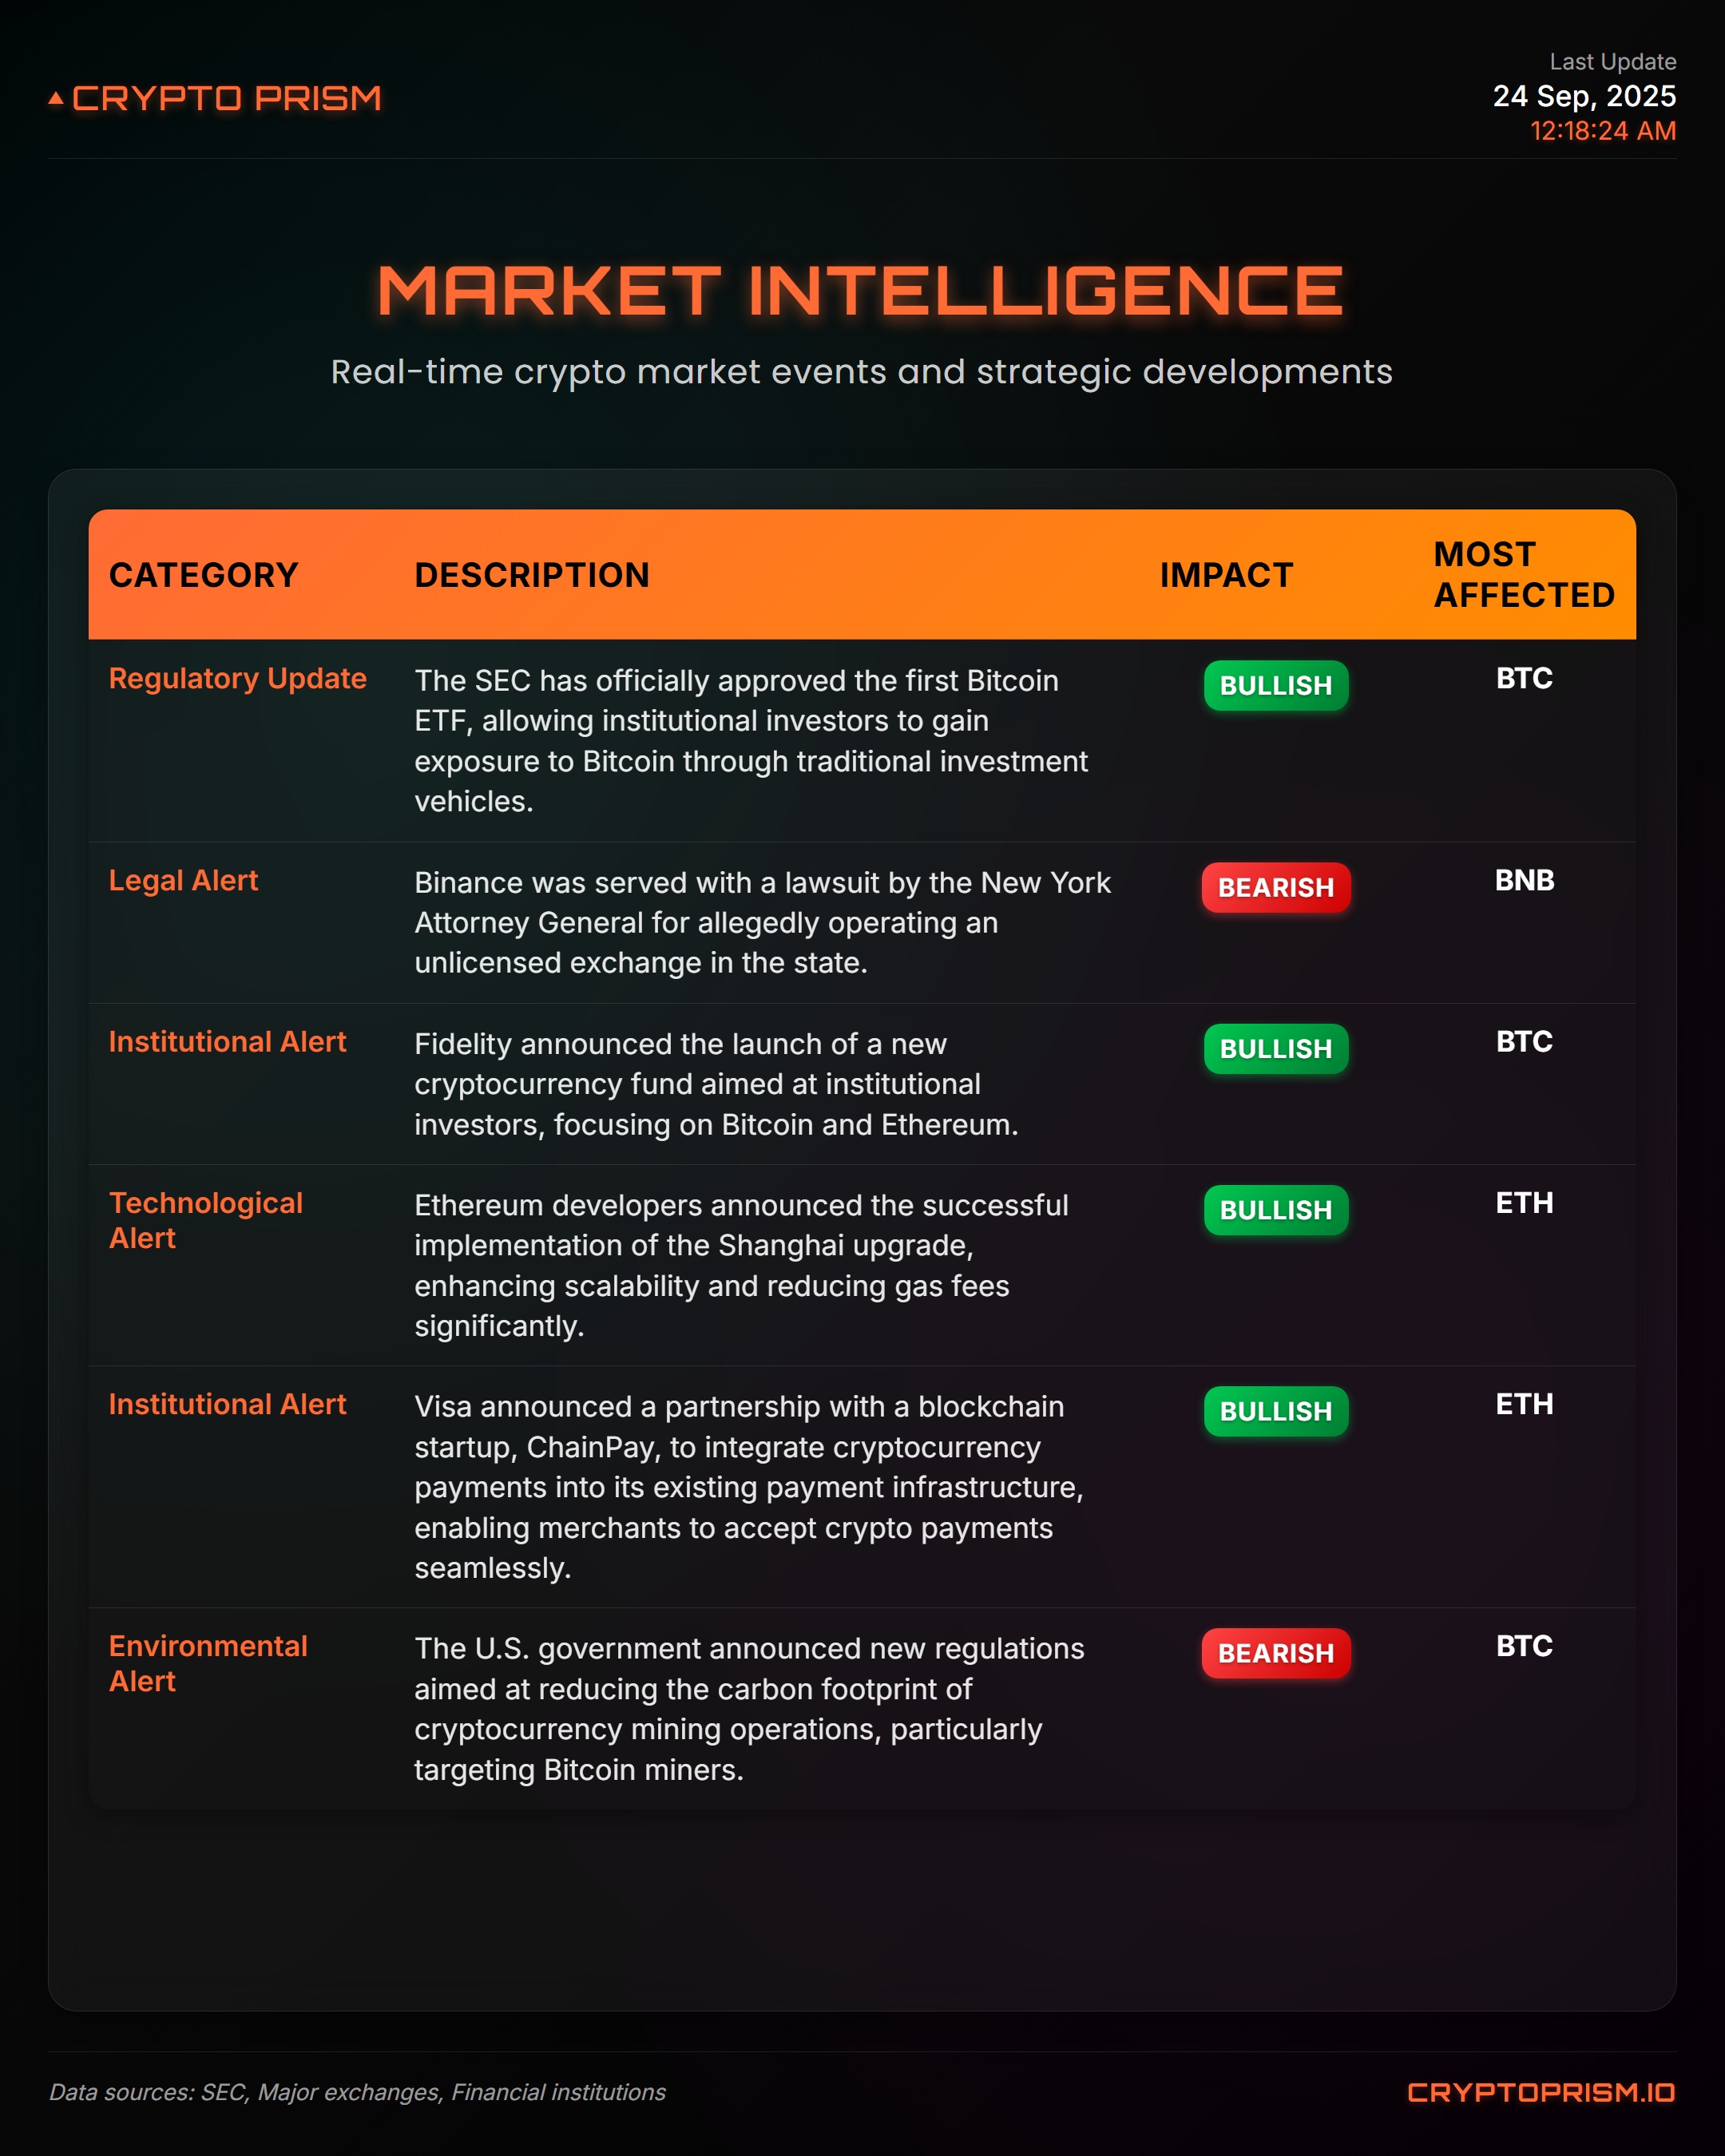 CRYPTO PRISM
Last Update
24 Sep, 2025
12:18:24 AM
MARKET INTELLIGENCE
Real-time crypto market events and strategic developments
CATEGORY
DESCRIPTION
IMPACT
MOST
AFFECTED
Regulatory Update
The SEC has officially approved the first Bitcoin
ETF, allowing institutional investors to gain
exposure to Bitcoin through traditional investment
vehicles.
BULLISH
BTC
Legal Alert
Binance was served with a lawsuit by the New York
Attorney General for allegedly operating an
unlicensed exchange in the state.
BEARISH
BNB
Institutional Alert
Fidelity announced the launch of a new
cryptocurrency fund aimed at institutional
investors, focusing on Bitcoin and Ethereum.
BULLISH
BTC
Technological
Alert
Ethereum developers announced the successful
implementation of the Shanghai upgrade,
enhancing scalability and reducing gas fees
significantly.
BULLISH
ETH
Institutional Alert
Visa announced a partnership with a blockchain
startup, ChainPay, to integrate cryptocurrency
payments into its existing payment infrastructure,
enabling merchants to accept crypto payments
seamlessly.
BULLISH
ETH
Environmental
Alert
The U.S. government announced new regulations
aimed at reducing the carbon footprint of
cryptocurrency mining operations, particularly
targeting Bitcoin miners.
BEARISH
BTC
Data sources: SEC, Major exchanges, Financial institutions
CRYPTOPRISM.IO